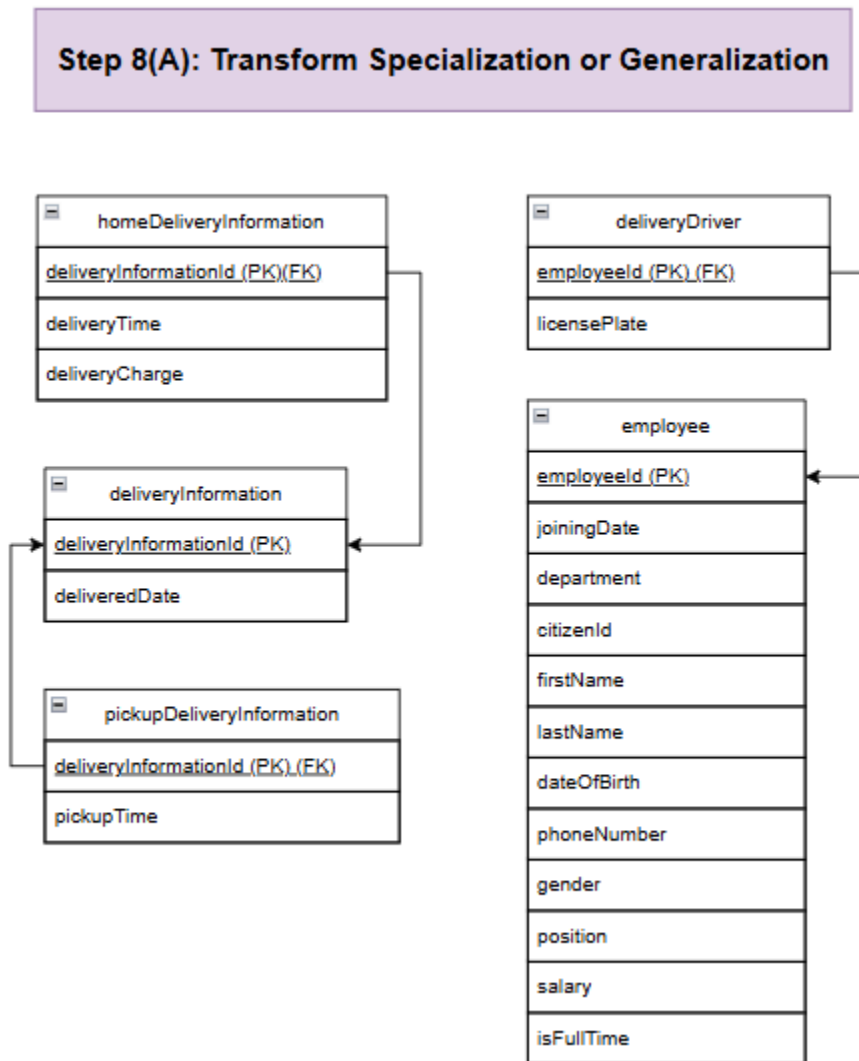 Step 8(A): Transform Specialization or Generalization
homeDeliveryInformation
deliveryInformationId (PK)(FK)
deliveryTime
deliveryCharge
deliveryInformation
deliveryInformationId (PK)
deliveredDate
pickupDeliveryInformation
deliveryInformationId (PK) (FK)
pickupTime
deliveryDriver
employeeId (PK) (FK)
licensePlate
employee
employeeId (PK)
joiningDate
department
citizenId
firstName
lastName
dateOfBirth
phoneNumber
gender
position
salary
isFullTime